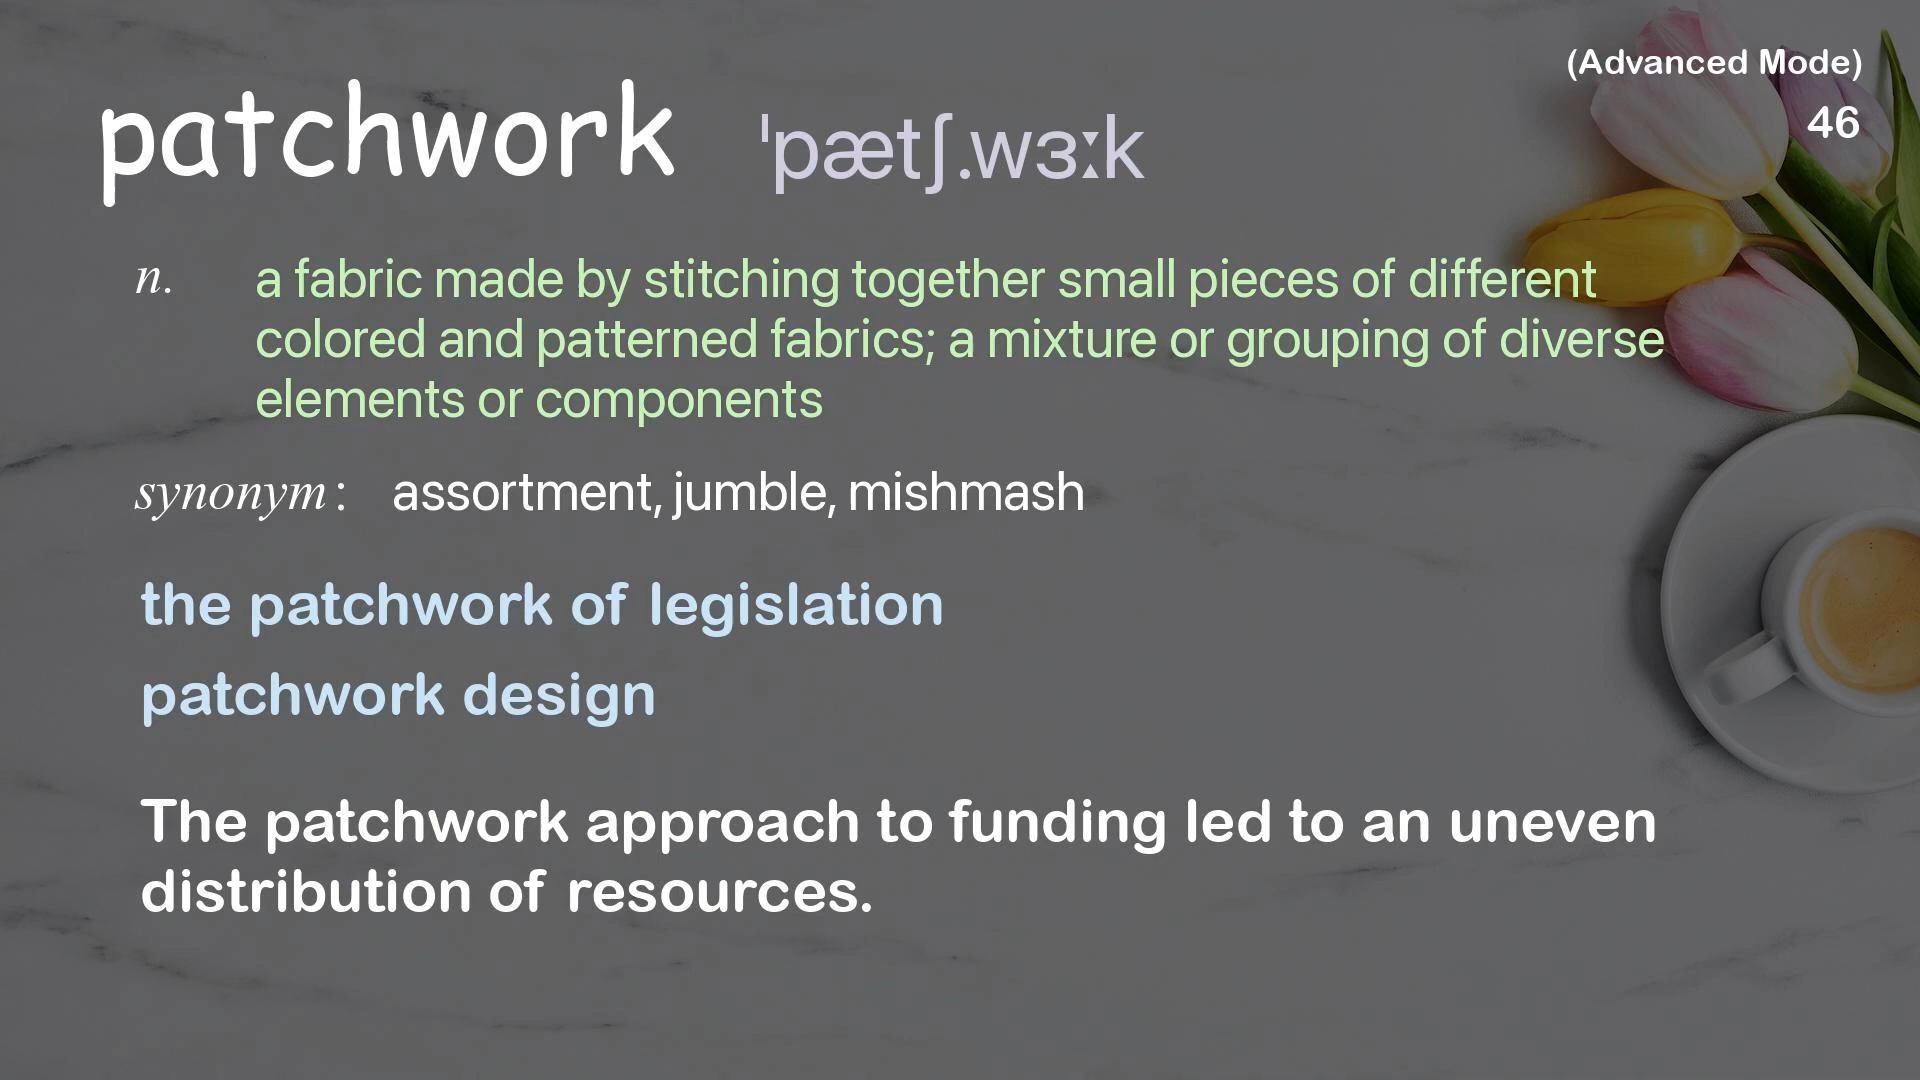 (Advanced Mode)
46
patchwork ˈpætʃ.wɜːk
n. a fabric made by stitching together small pieces of different
colored and patterned fabrics; a mixture or grouping of diverse
elements or components
synonym: assortment, jumble, mishmash
the patchwork of legislation
patchwork design
The patchwork approach to funding led to an uneven
distribution of resources.